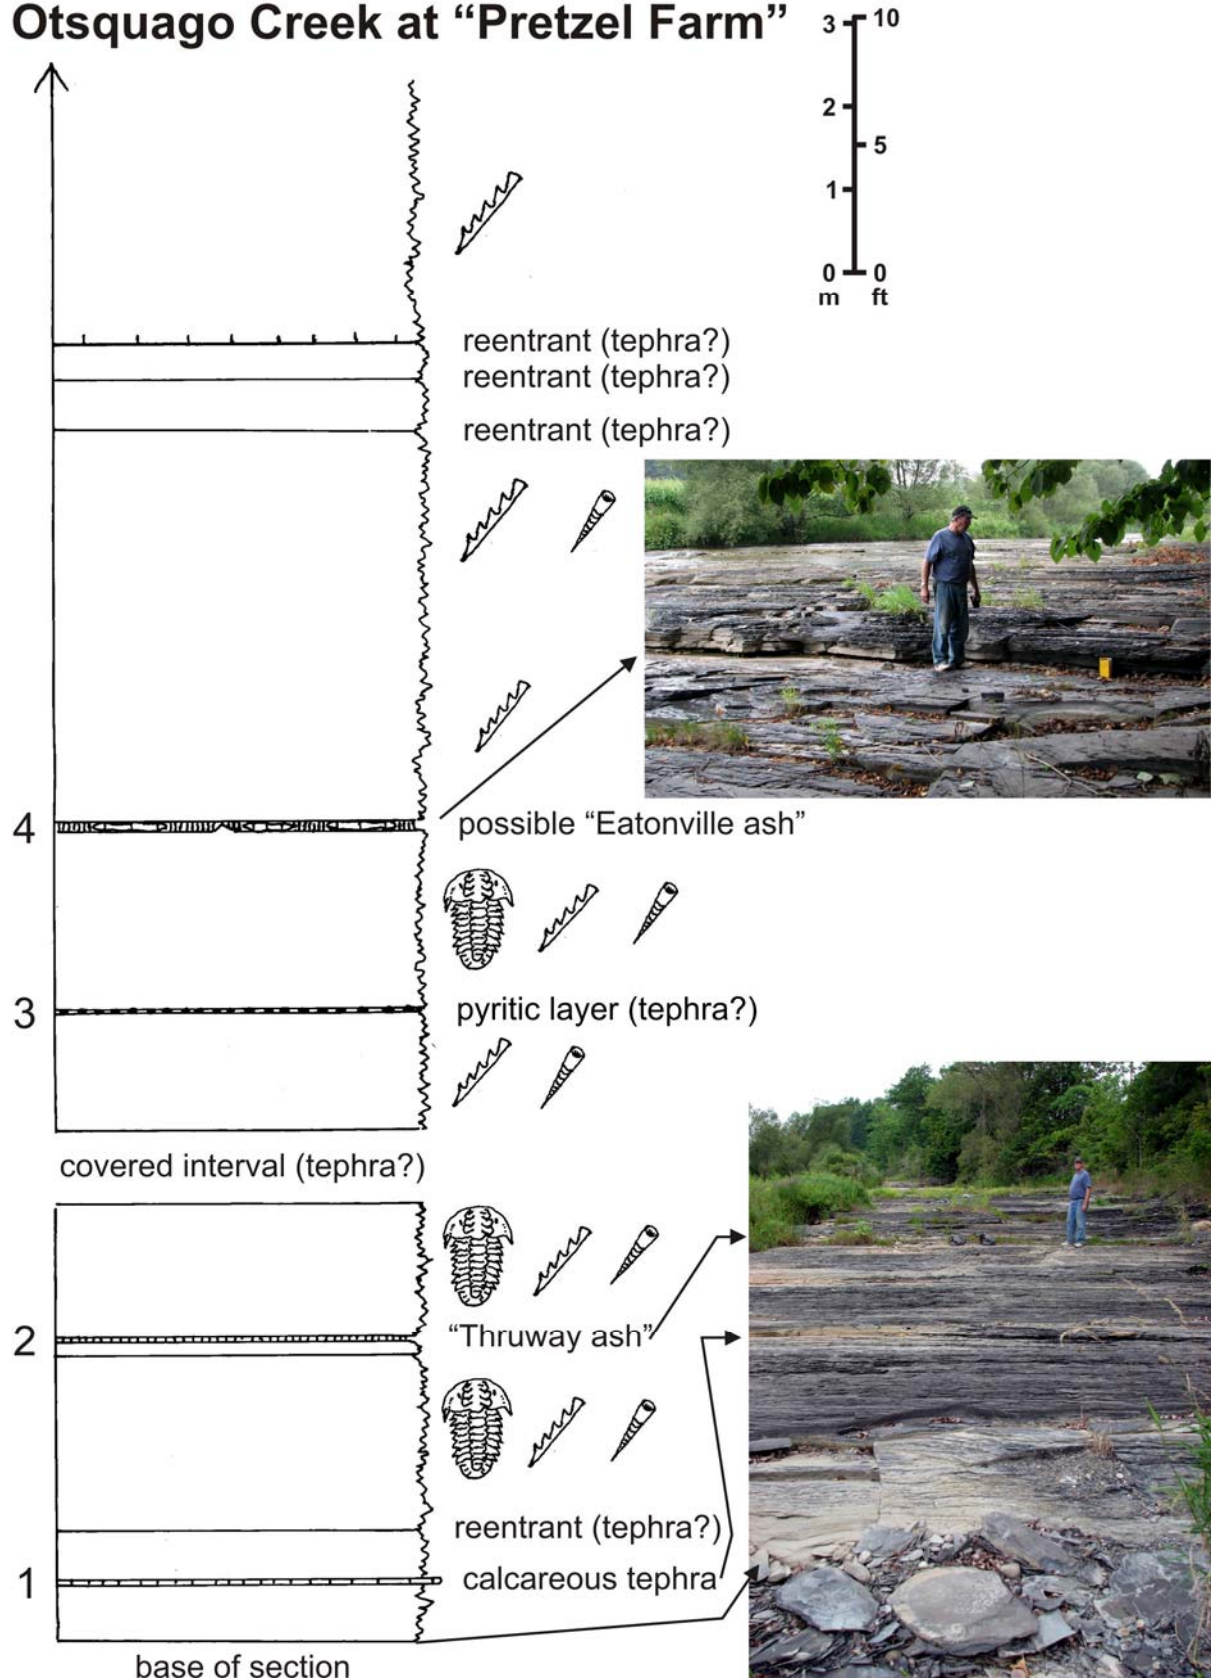 Otsquago Creek at “Pretzel Farm”
3 10
2
5
1
0 0
m ft
reentrant (tephra?)
reentrant (tephra?)
reentrant (tephra?)
4 possible “Eatonville ash”
3 pyritic layer (tephra?)
covered interval (tephra?)
2 “Thruway ash”
reentrant (tephra?)
1 calcareous tephra
base of section